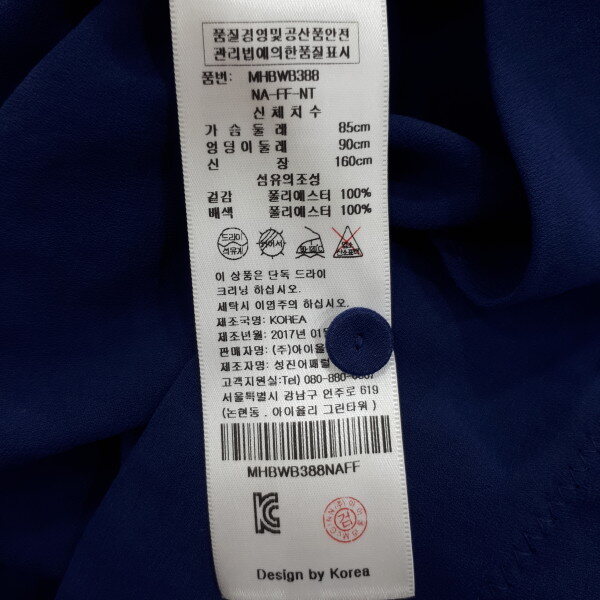 품질경영및공산품안전
관리법에의한품질표시
품번: MHBWB388
NA-FF-NT
신체치수
가슴둘레 85cm
엉덩이둘레 90cm
신장 160cm
섬유의조성
겉감 폴리에스터 100%
배색 폴리에스터 100%
드라이
석유계
이 상품은 단독 드라이
크리닝 하십시오.
세탁시 이염주의 하십시오.
제조국명: KOREA
제조년월: 2017년
판매자명: (주)아이올
제조자명: 성진어패럴
고객지원실:Tel) 080-880-
서울특별시 강남구 언주로 619
(논현동, 아이올리 그린타워)
MHBWB388NAFF
검
Design by Korea